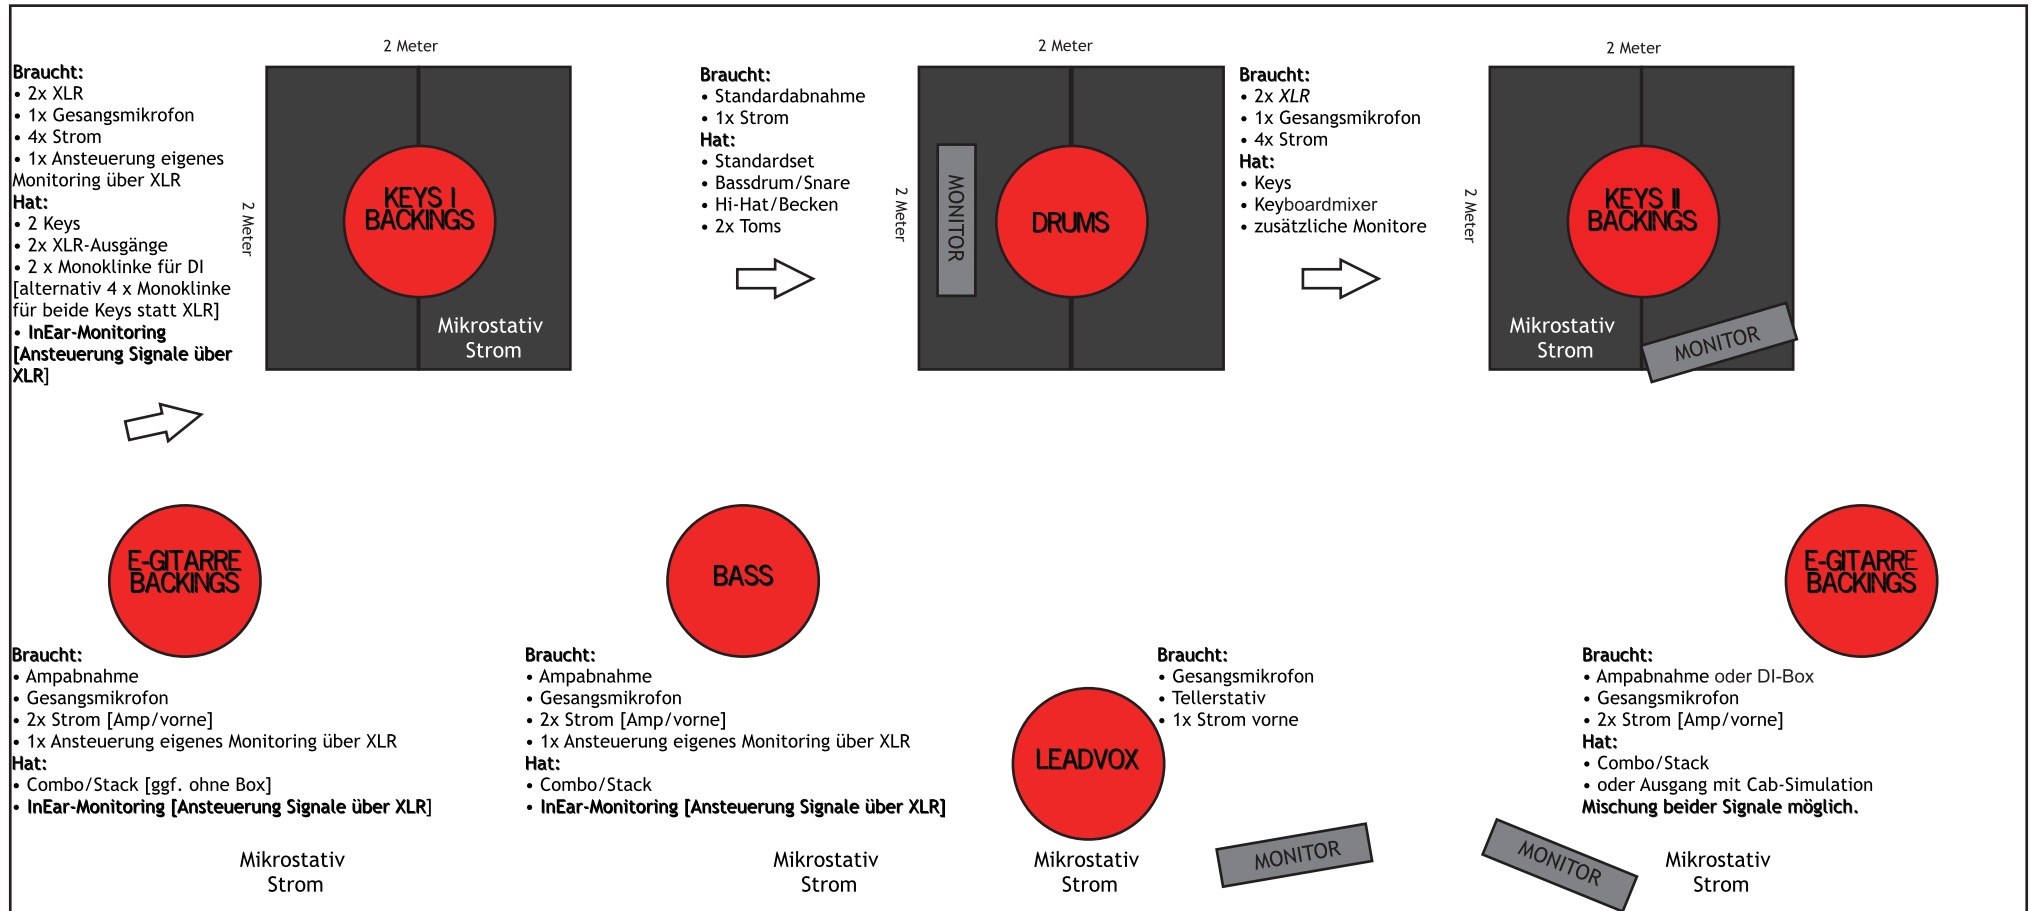 2 Meter
Braucht:
• 2x XLR
• 1x Gesangsmikrofon
• 4x Strom
• 1x Ansteuerung eigenes
Monitoring über XLR
Hat:
• 2 Keys
• 2x XLR-Ausgänge
• 2 x Monoklinke für DI
[alternativ 4 x Monoklinke
für beide Keys statt XLR]
• InEar-Monitoring
[Ansteuerung Signale über
XLR]
2 Meter
KEYS I
BACKINGS
Mikrostativ
Strom
2 Meter
Braucht:
• Standardabnahme
• 1x Strom
Hat:
• Standardset
• Bassdrum/Snare
• Hi-Hat/Becken
• 2x Toms
2 Meter
MONITOR
DRUMS
2 Meter
Braucht:
• 2x XLR
• 1x Gesangsmikrofon
• 4x Strom
Hat:
• Keys
• Keyboardmixer
• zusätzliche Monitore
2 Meter
KEYS II
BACKINGS
Mikrostativ
Strom
MONITOR
E-GITARRE
BACKINGS
Braucht:
• Ampabnahme
• Gesangsmikrofon
• 2x Strom [Amp/vorne]
• 1x Ansteuerung eigenes Monitoring über XLR
Hat:
• Combo/Stack [ggf. ohne Box]
• InEar-Monitoring [Ansteuerung Signale über XLR]
Mikrostativ
Strom
BASS
Braucht:
• Ampabnahme
• Gesangsmikrofon
• 2x Strom [Amp/vorne]
• 1x Ansteuerung eigenes Monitoring über XLR
Hat:
• Combo/Stack
• InEar-Monitoring [Ansteuerung Signale über XLR]
Mikrostativ
Strom
LEADVOX
Braucht:
• Gesangsmikrofon
• Tellerstativ
• 1x Strom vorne
Mikrostativ
Strom
MONITOR
E-GITARRE
BACKINGS
Braucht:
• Ampabnahme oder DI-Box
• Gesangsmikrofon
• 2x Strom [Amp/vorne]
Hat:
• Combo/Stack
• oder Ausgang mit Cab-Simulation
Mischung beider Signale möglich.
MONITOR
Mikrostativ
Strom